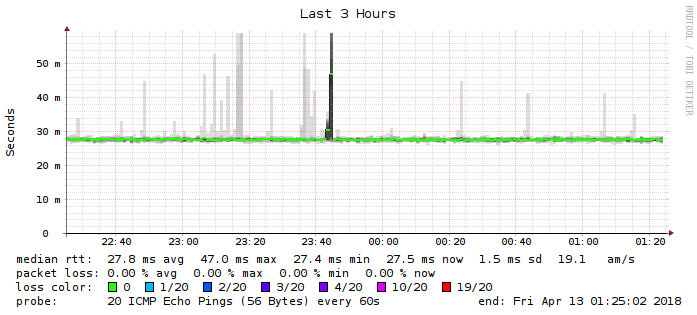 Last 3 Hours
RRDTOOL / TOBI OETIKER
Seconds
50 m
40 m
30 m
20 m
10 m
0
22:40 23:00 23:20 23:40 00:00 00:20 00:40 01:00 01:20
median rtt: 27.8 ms avg 47.0 ms max 27.4 ms min 27.5 ms now 1.5 ms sd 19.1 am/s
packet loss: 0.00 % avg 0.00 % max 0.00 % min 0.00 % now
loss color: 0 1/20 2/20 3/20 4/20 10/20 19/20
probe: 20 ICMP Echo Pings (56 Bytes) every 60s end: Fri Apr 13 01:25:02 2018